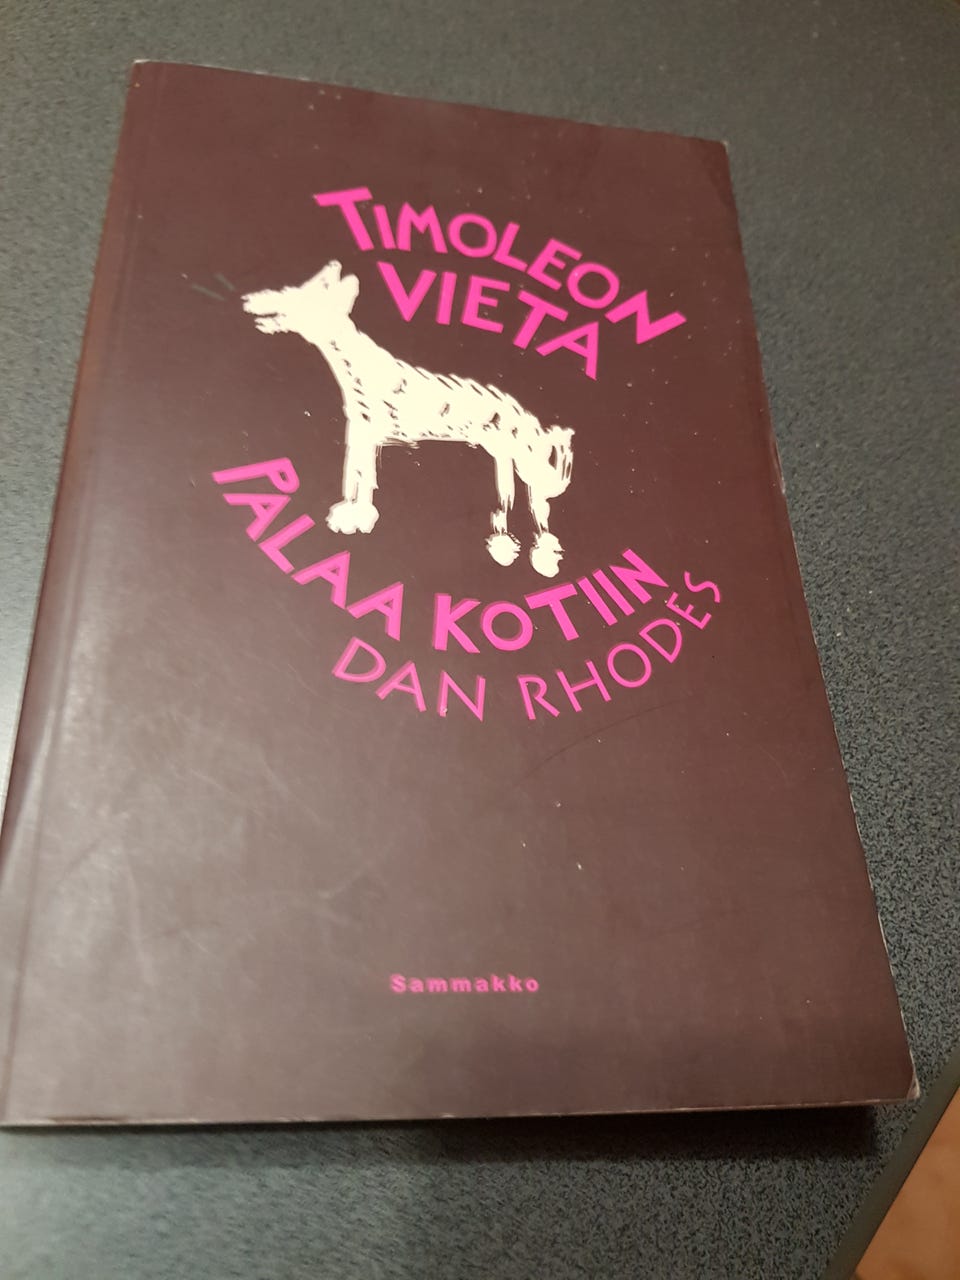 TIMOLEON
VIETA
PALAA KOTIIN
DAN RHODES
Sammakko